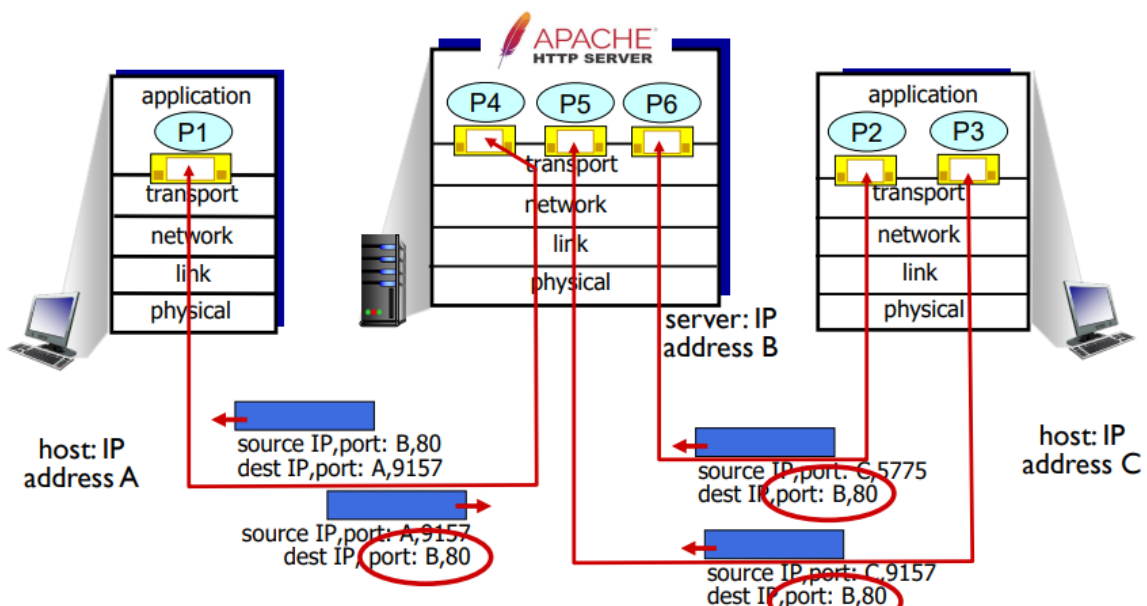 APACHE
HTTP SERVER
application
P1
transport
network
link
physical
P4
P5
P6
transport
network
link
physical
application
P2
P3
transport
network
link
physical
server: IP
address B
host: IP
address A
host: IP
address C
source IP,port: B,80
dest IP,port: A,9157
source IP,port: A,9157
dest IP, port: B,80
source IP,port: C,5775
dest IP,port: B,80
source IP,port: C,9157
dest IP,port: B,80